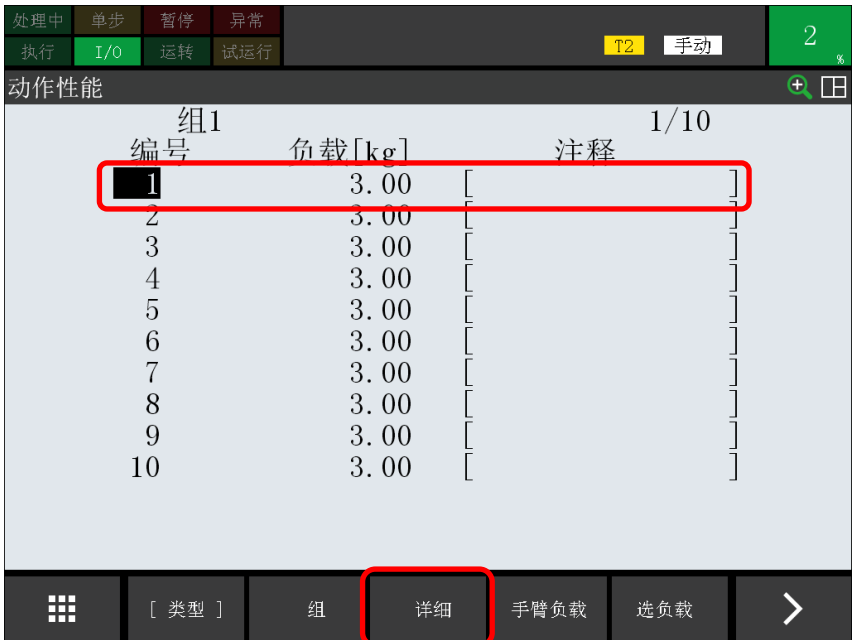 处理中 单步 暂停 异常
执行 I/O 运转 试运行 T2 手动 2 %
动作性能
组1 1/10
编号 负载[kg] 注释
1 3.00 [ ]
2 3.00 [ ]
3 3.00 [ ]
4 3.00 [ ]
5 3.00 [ ]
6 3.00 [ ]
7 3.00 [ ]
8 3.00 [ ]
9 3.00 [ ]
10 3.00 [ ]
[ 类型 ] 组 详细 手臂负载 选负载